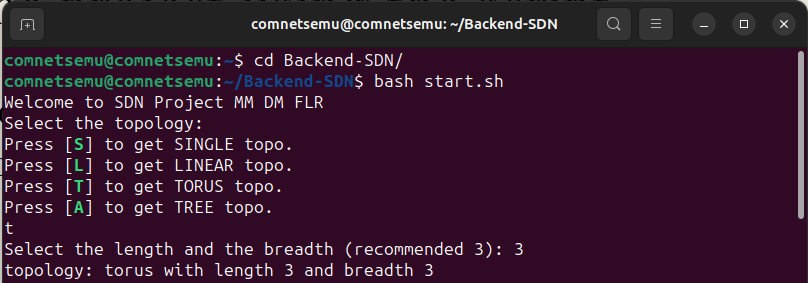 comnetsemu@comnetsemu: ~/Backend-SDN
comnetsemu@comnetsemu:~$ cd Backend-SDN/
comnetsemu@comnetsemu:~/Backend-SDN$ bash start.sh
Welcome to SDN Project MM DM FLR
Select the topology:
Press [S] to get SINGLE topo.
Press [L] to get LINEAR topo.
Press [T] to get TORUS topo.
Press [A] to get TREE topo.
t
Select the length and the breadth (recommended 3): 3
topology: torus with length 3 and breadth 3